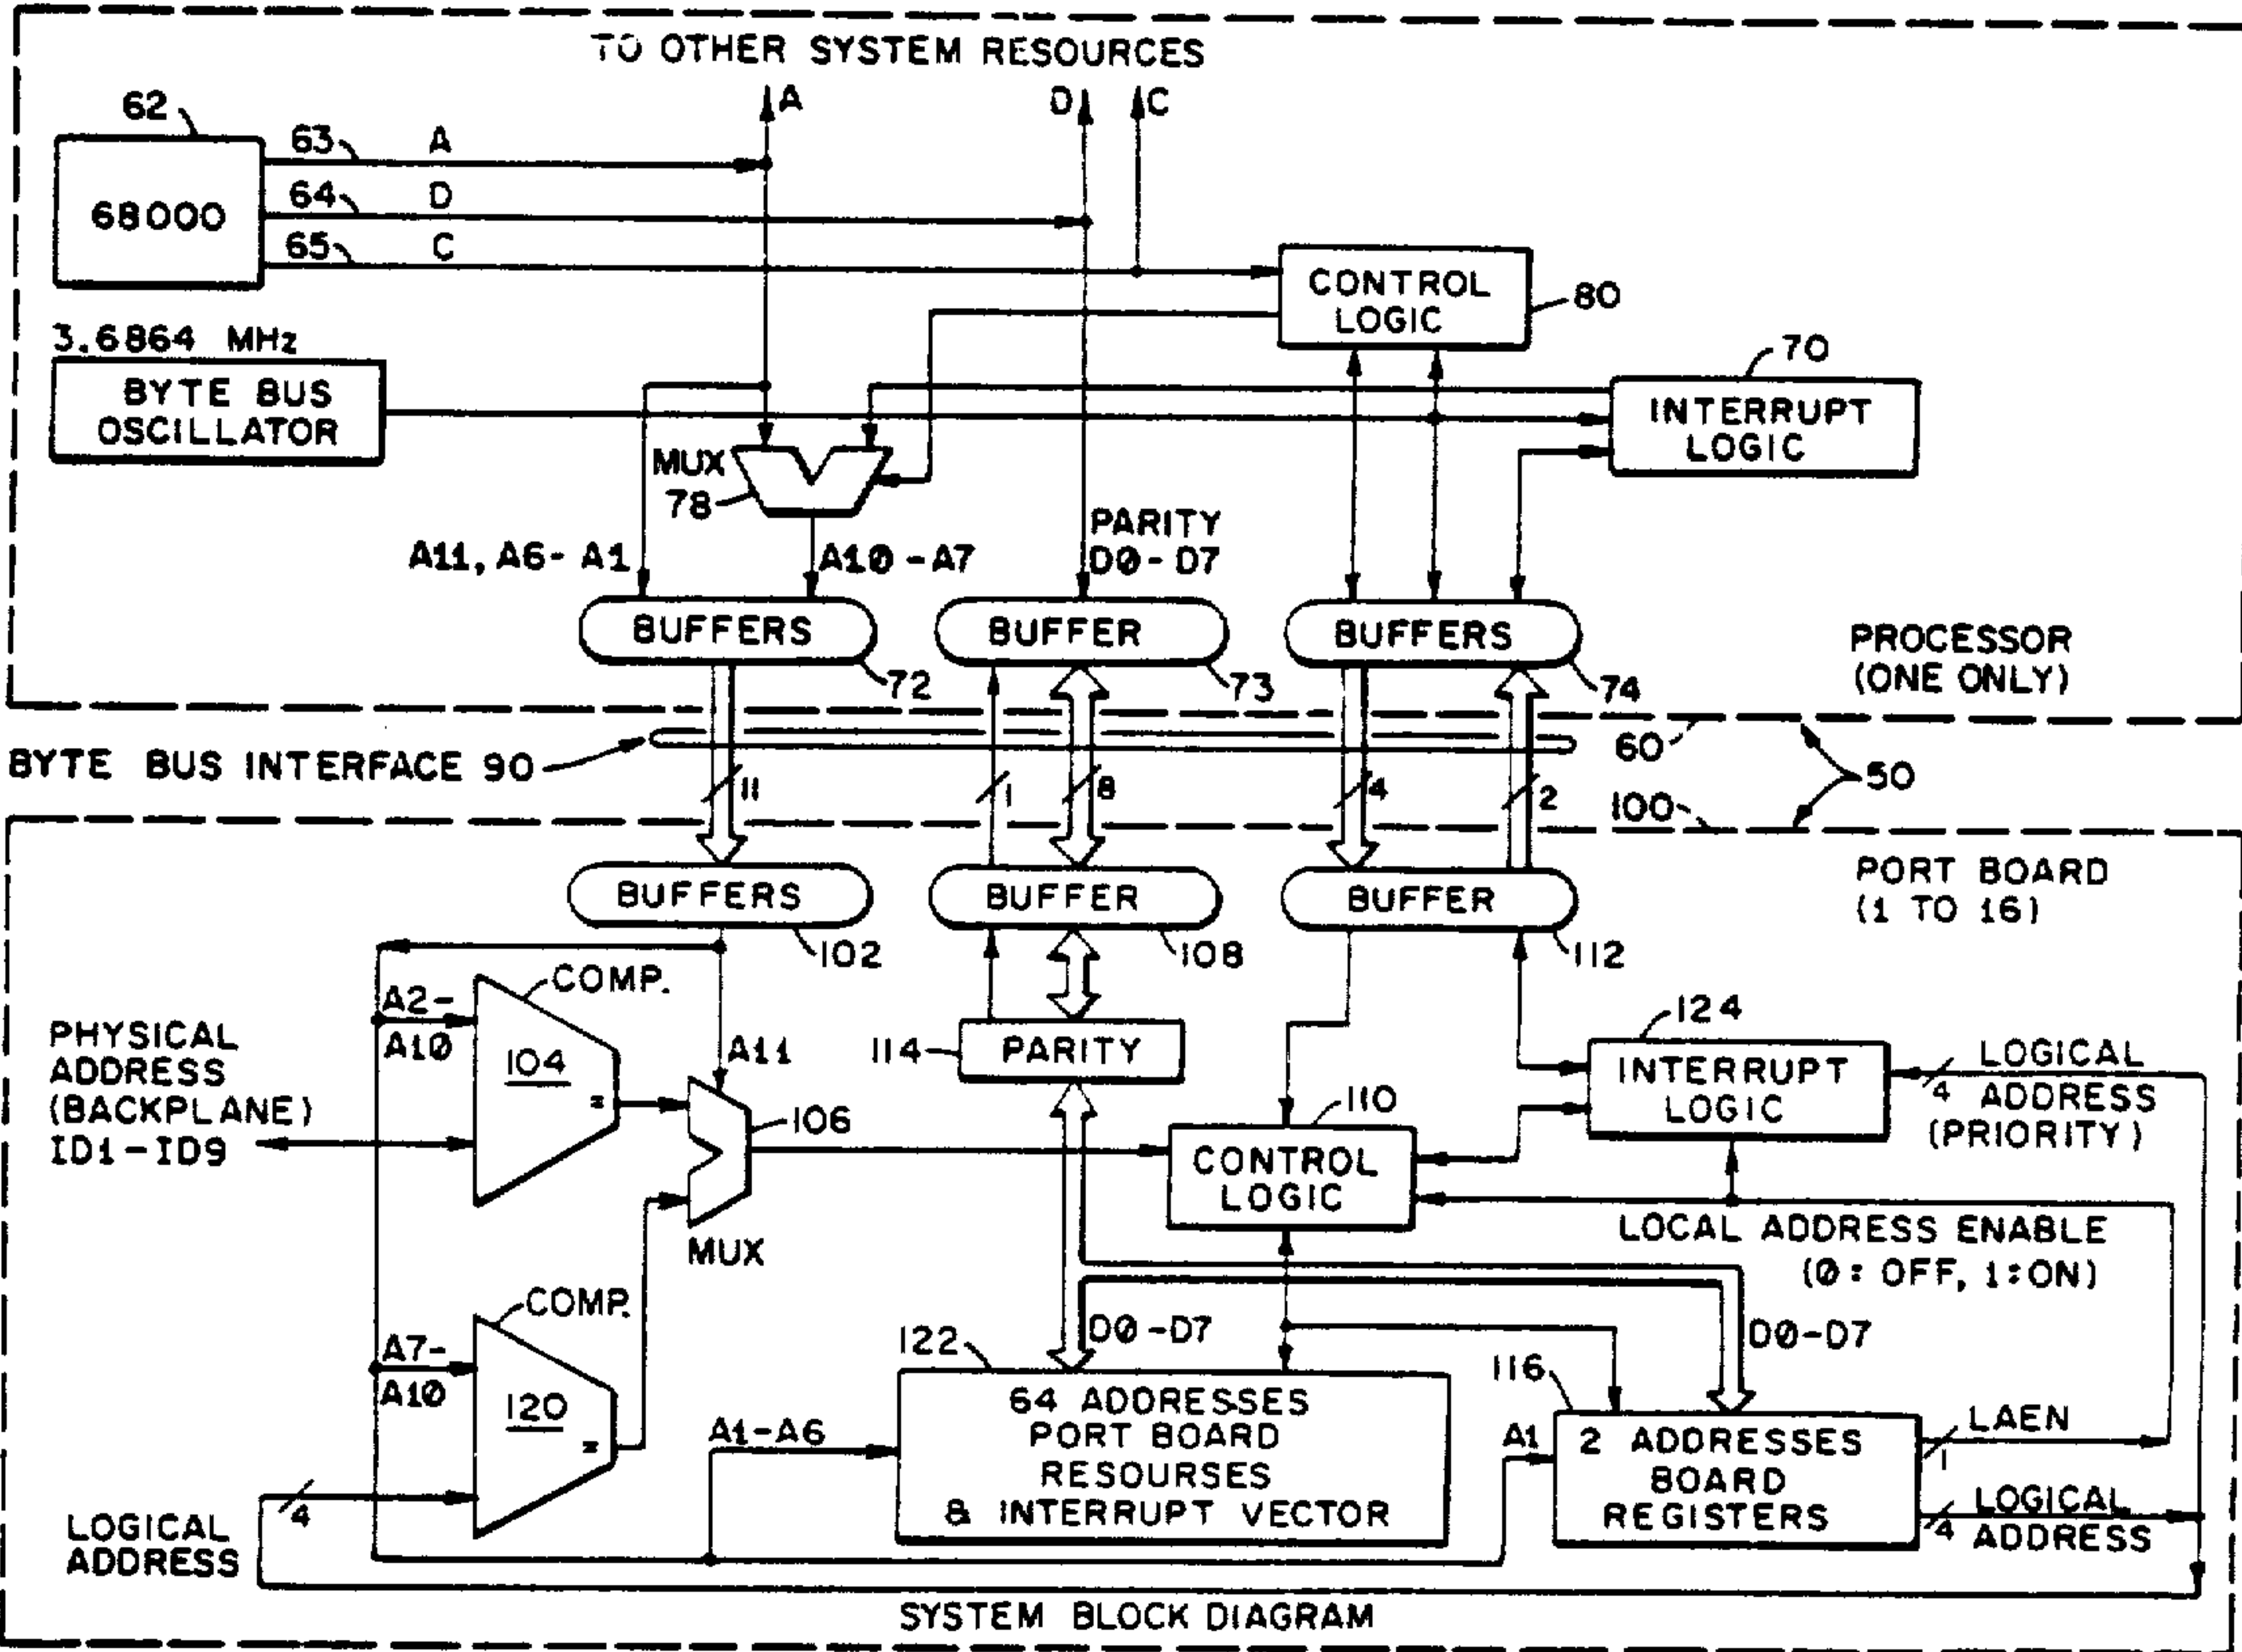 TO OTHER SYSTEM RESOURCES
A
D
C
62
63
A
64
D
65
C
68000
CONTROL
LOGIC
80
3.6864 MHz
BYTE BUS
OSCILLATOR
70
INTERRUPT
LOGIC
MUX
78
A11, A6-A1
A10-A7
PARITY
D0-D7
BUFFERS
72
BUFFER
73
BUFFERS
74
PROCESSOR
(ONE ONLY)
60
BYTE BUS INTERFACE 90
50
11
1
8
4
2
100
PORT BOARD
(1 TO 16)
BUFFERS
102
BUFFER
108
BUFFER
112
COMP.
A2-
A10
104
=
PHYSICAL
ADDRESS
(BACKPLANE)
ID1-ID9
A11
106
MUX
114
PARITY
110
CONTROL
LOGIC
124
INTERRUPT
LOGIC
4
LOGICAL
ADDRESS
(PRIORITY)
LOCAL ADDRESS ENABLE
(0: OFF, 1:ON)
COMP.
A7-
A10
120
=
4
LOGICAL
ADDRESS
122
D0-D7
A1-A6
64 ADDRESSES
PORT BOARD
RESOURSES
& INTERRUPT VECTOR
116
D0-D7
A1
2 ADDRESSES
BOARD
REGISTERS
LAEN
1
LOGICAL
4
ADDRESS
SYSTEM BLOCK DIAGRAM